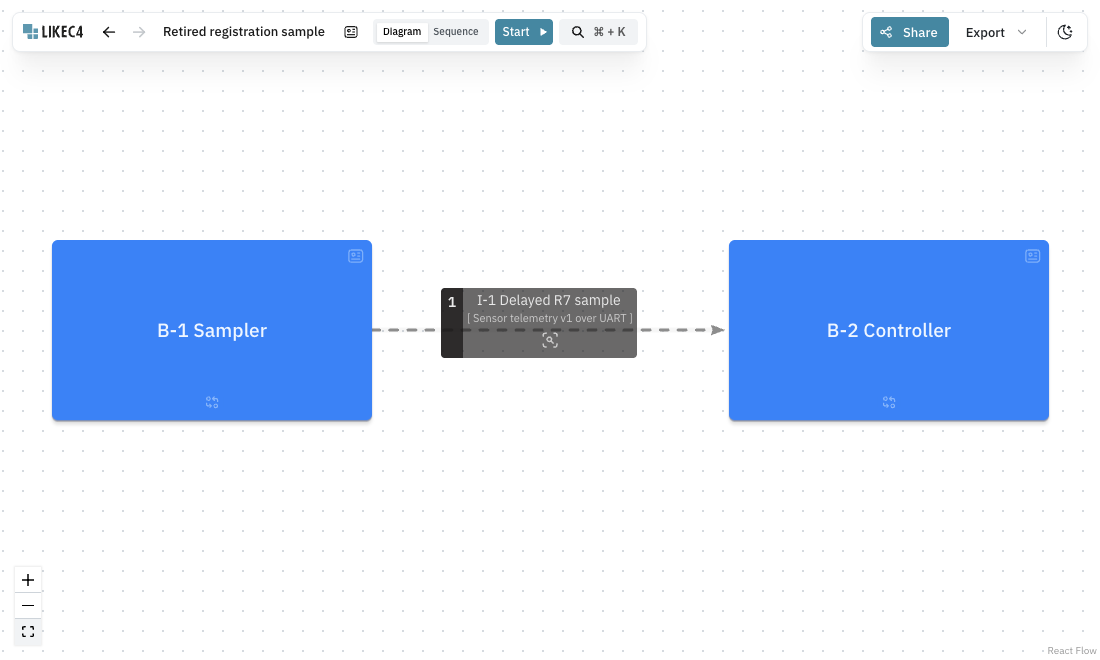 LIKEC4
Retired registration sample
Diagram
Sequence
Start
⌘ + K
Share
Export
B-1 Sampler
1
I-1 Delayed R7 sample
[ Sensor telemetry v1 over UART ]
B-2 Controller
React Flow